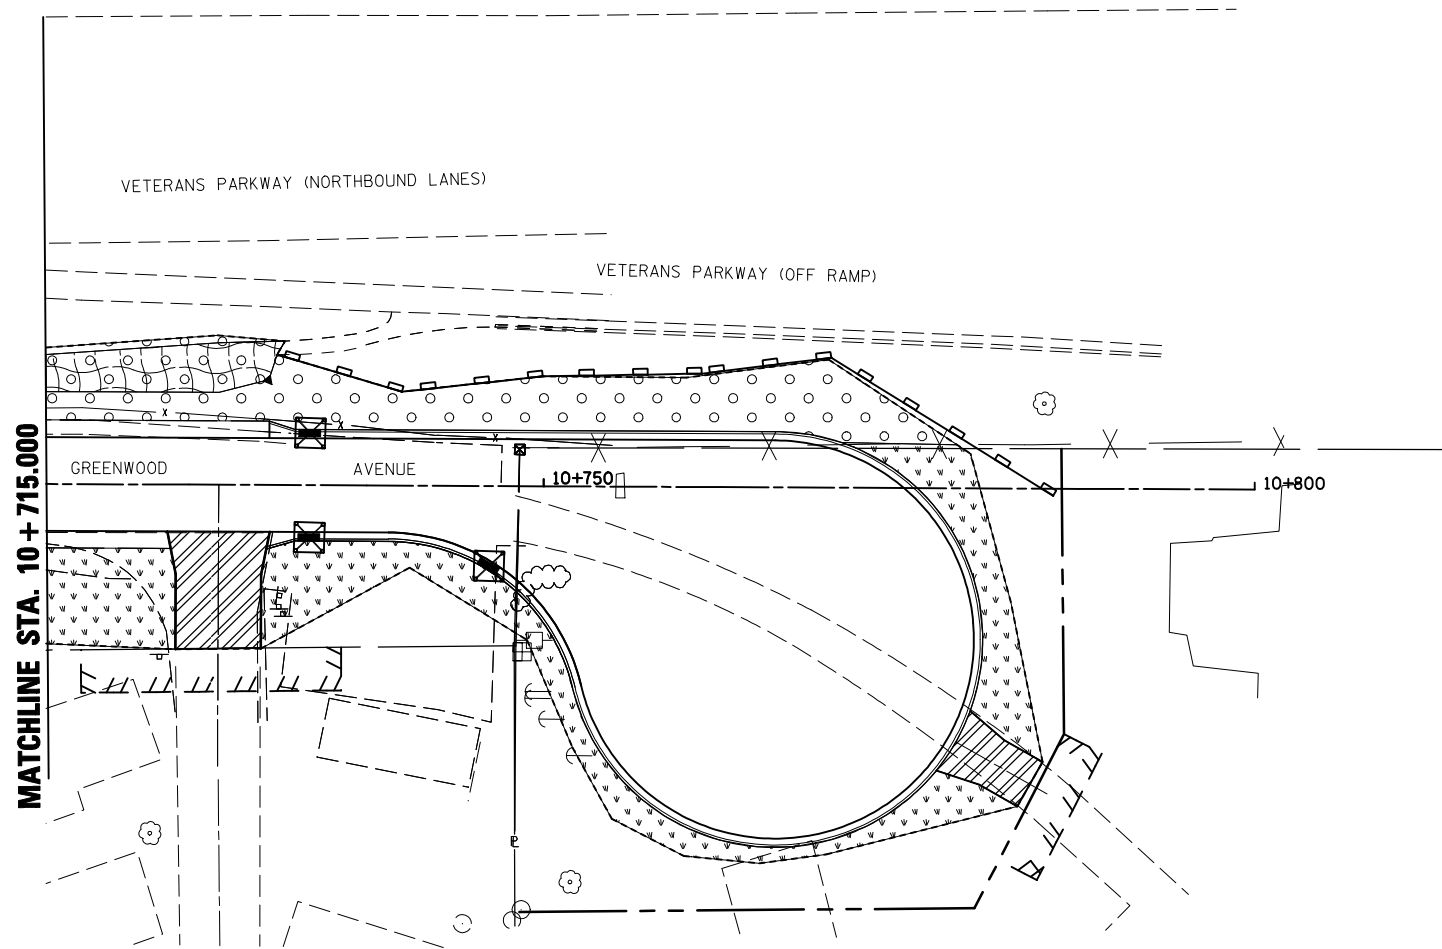 VETERANS PARKWAY (NORTHBOUND LANES)
VETERANS PARKWAY (OFF RAMP)
MATCHLINE STA. 10 + 715.000
GREENWOOD AVENUE
10+750
10+800